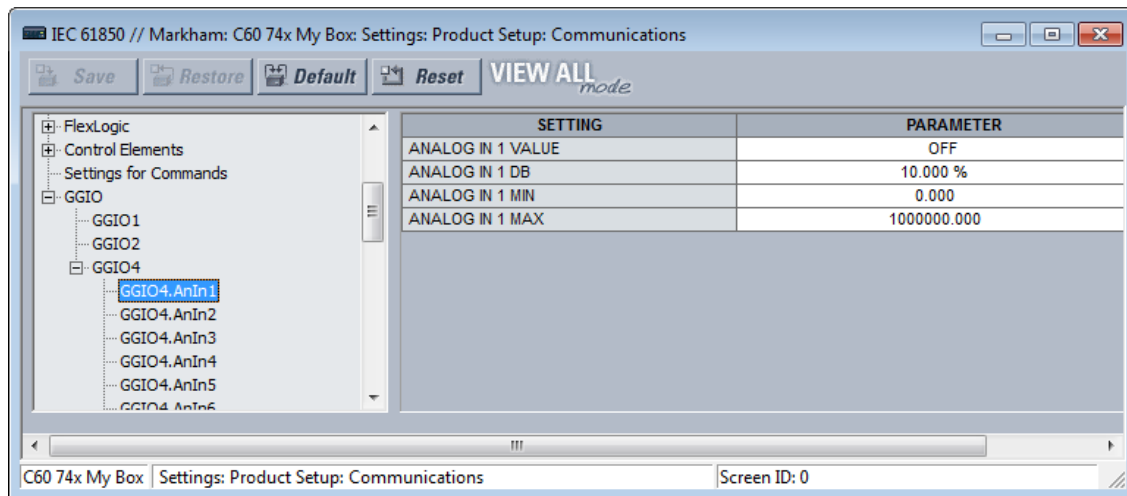 IEC 61850 // Markham: C60 74x My Box: Settings: Product Setup: Communications
Save Restore Default Reset VIEW ALL mode
FlexLogic
Control Elements
Settings for Commands
GGIO
GGIO1
GGIO2
GGIO4
GGIO4.AnIn1
GGIO4.AnIn2
GGIO4.AnIn3
GGIO4.AnIn4
GGIO4.AnIn5
GGIO4.AnIn6
SETTING PARAMETER
ANALOG IN 1 VALUE OFF
ANALOG IN 1 DB 10.000 %
ANALOG IN 1 MIN 0.000
ANALOG IN 1 MAX 1000000.000
C60 74x My Box Settings: Product Setup: Communications Screen ID: 0